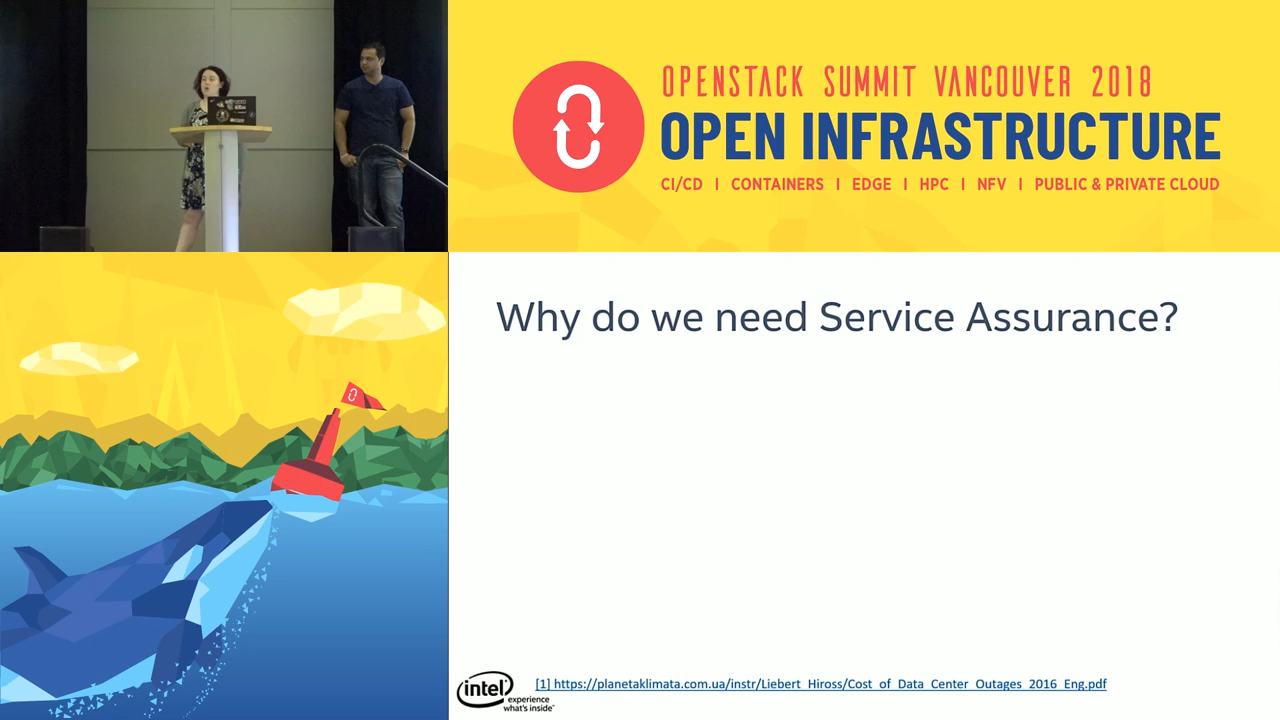 OPENSTACK SUMMIT VANCOUVER 2018
OPEN INFRASTRUCTURE
CI/CD | CONTAINERS | EDGE | HPC | NFV | PUBLIC & PRIVATE CLOUD
Why do we need Service Assurance?
[1] https://planetaklimata.com.ua/instr/Liebert_Hiross/Cost_of_Data_Center_Outages_2016_Eng.pdf
intel
experience
what's inside™